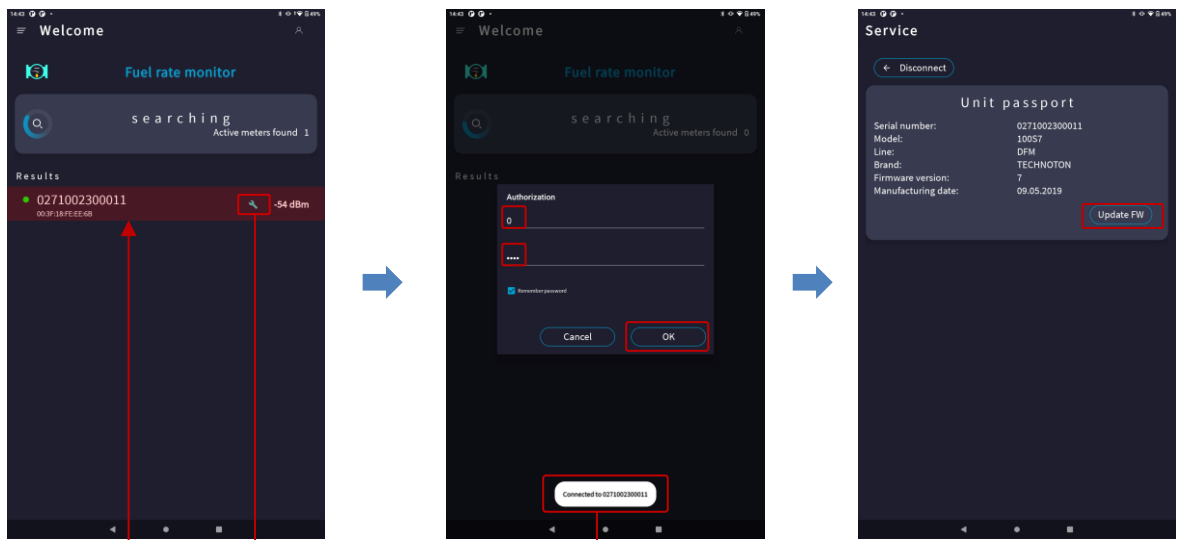 14:43
49%
Welcome
Fuel rate monitor
searching
Active meters found 1
Results
0271002300011
00:3F:18:FE:EE:6B
-54 dBm
14:43
49%
Welcome
Fuel rate monitor
searching
Active meters found 0
Results
Authorization
0
••••
Remember password
Cancel
OK
Connected to 0271002300011
14:43
49%
Service
← Disconnect
Unit passport
Serial number: 0271002300011
Model: 100S7
Line: DFM
Brand: TECHNOTON
Firmware version: 7
Manufacturing date: 09.05.2019
Update FW